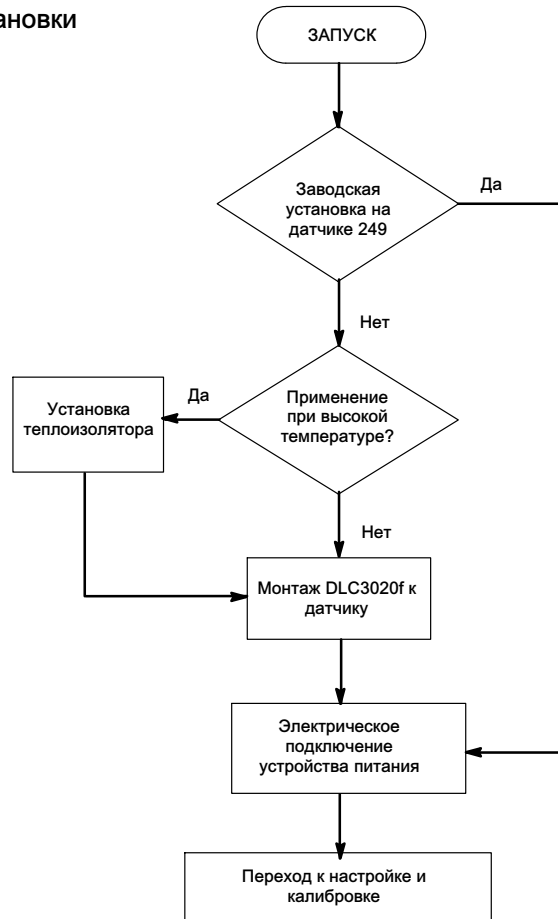 ановки
ЗАПУСК
Заводская
установка на
датчике 249
Да
Нет
Применение
при высокой
температуре?
Да
Установка
теплоизолятора
Нет
Монтаж DLC3020f к
датчику
Электрическое
подключение
устройства питания
Переход к настройке и
калибровке